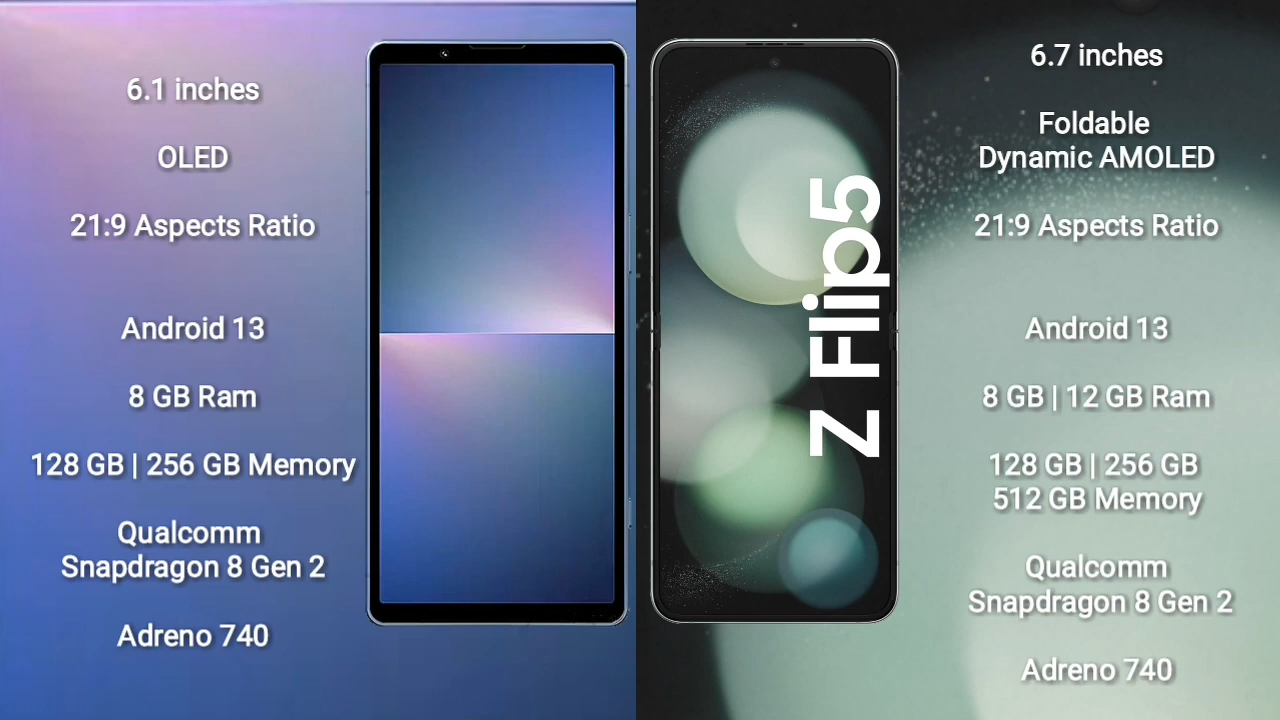 6.1 inches
OLED
21:9 Aspects Ratio
Android 13
8 GB Ram
128 GB | 256 GB Memory
Qualcomm
Snapdragon 8 Gen 2
Adreno 740
Z Flip5
6.7 inches
Foldable
Dynamic AMOLED
21:9 Aspects Ratio
Android 13
8 GB | 12 GB Ram
128 GB | 256 GB
512 GB Memory
Qualcomm
Snapdragon 8 Gen 2
Adreno 740